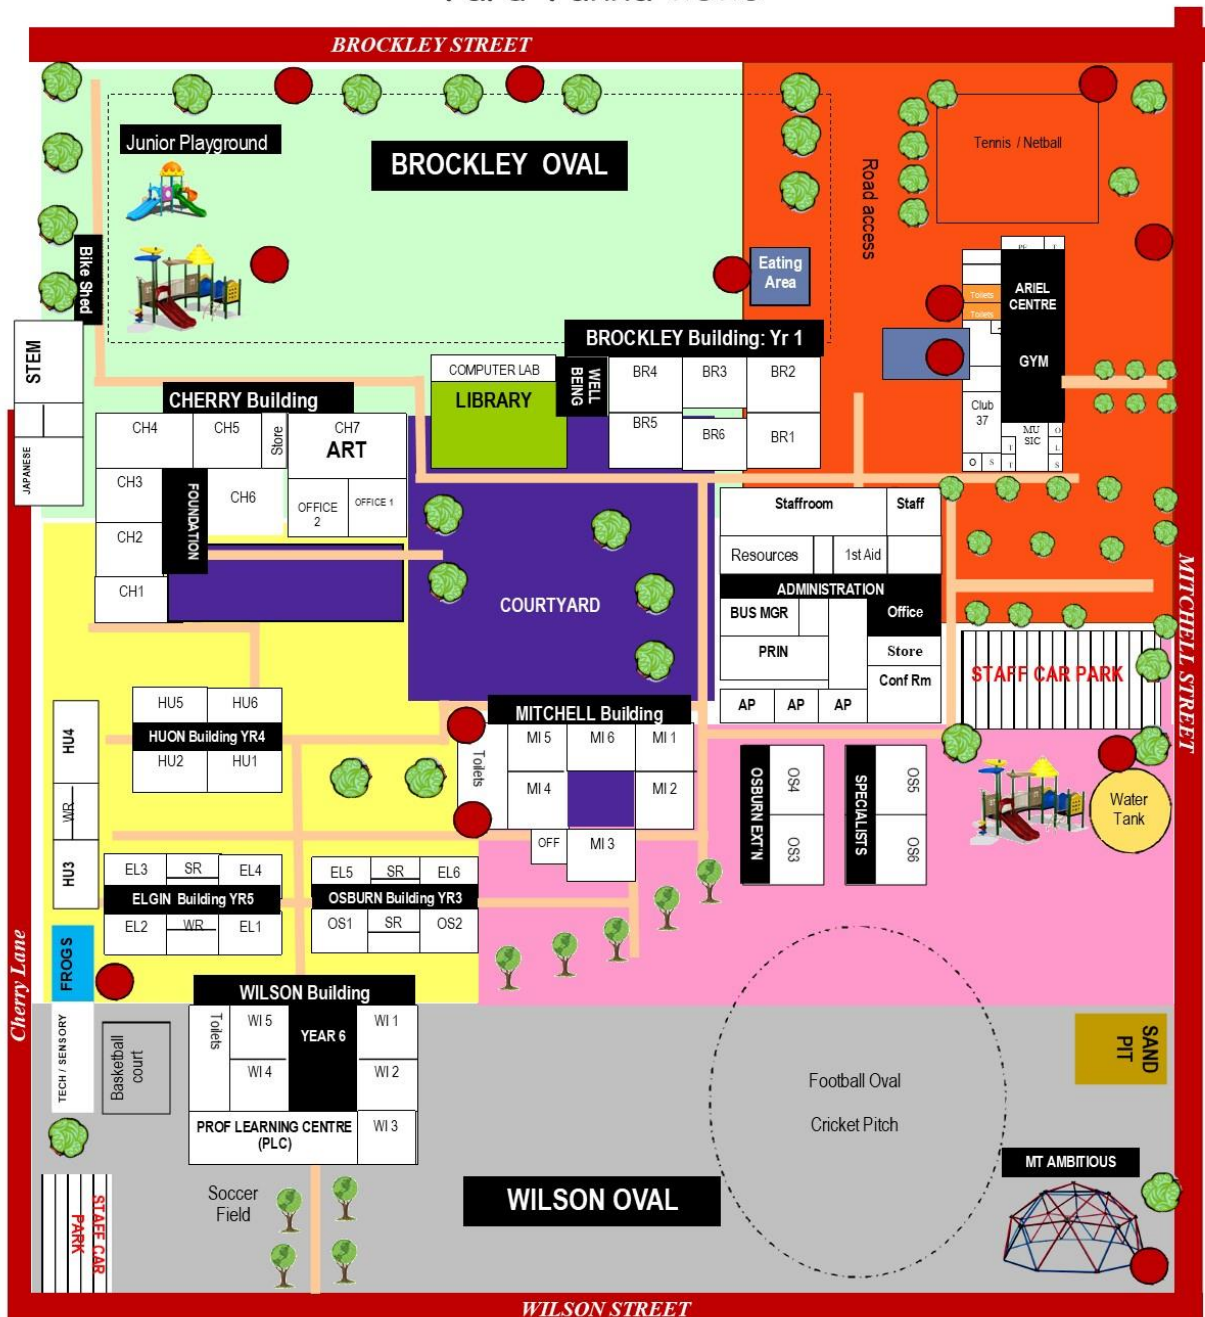 BROCKLEY STREET
Junior Playground
BROCKLEY OVAL
Tennis / Netball
Road access
Bike Shed
Eating
Area
PE
T
ARIEL
CENTRE
GYM
Toilets
Toilets
STEM
JAPANESE
BROCKLEY Building: Yr 1
COMPUTER LAB
LIBRARY
WELL
BEING
BR4
BR3
BR2
BR5
BR6
BR1
Club
37
MU
SIC
O
I
L
T
O
S
T
T
S
CHERRY Building
CH4
CH5
Store
CH7
ART
CH3
FOUNDATION
CH6
OFFICE
2
OFFICE 1
CH2
CH1
COURTYARD
Staffroom
Staff
Resources
1st Aid
ADMINISTRATION
BUS MGR
Office
PRIN
Store
Conf Rm
AP
AP
AP
STAFF CAR PARK
MITCHELL STREET
HU5
HU6
HUON Building YR4
HU2
HU1
HU4
WR
HU3
MITCHELL Building
Toilets
MI 5
MI 6
MI 1
MI 4
MI 2
OFF
MI 3
OSBURN EXT'N
OS4
OS3
SPECIALISTS
OS5
OS6
Water
Tank
EL3
SR
EL4
ELGIN Building YR5
EL2
WR
EL1
EL5
SR
EL6
OSBURN Building YR3
OS1
SR
OS2
FROGS
Cherry Lane
TECH / SENSORY
Basketball
court
WILSON Building
Toilets
WI 5
YEAR 6
WI 1
WI 4
WI 2
PROF LEARNING CENTRE
(PLC)
WI 3
Football Oval
Cricket Pitch
SAND
PIT
MT AMBITIOUS
STAFF CAR
PARK
Soccer
Field
WILSON OVAL
WILSON STREET